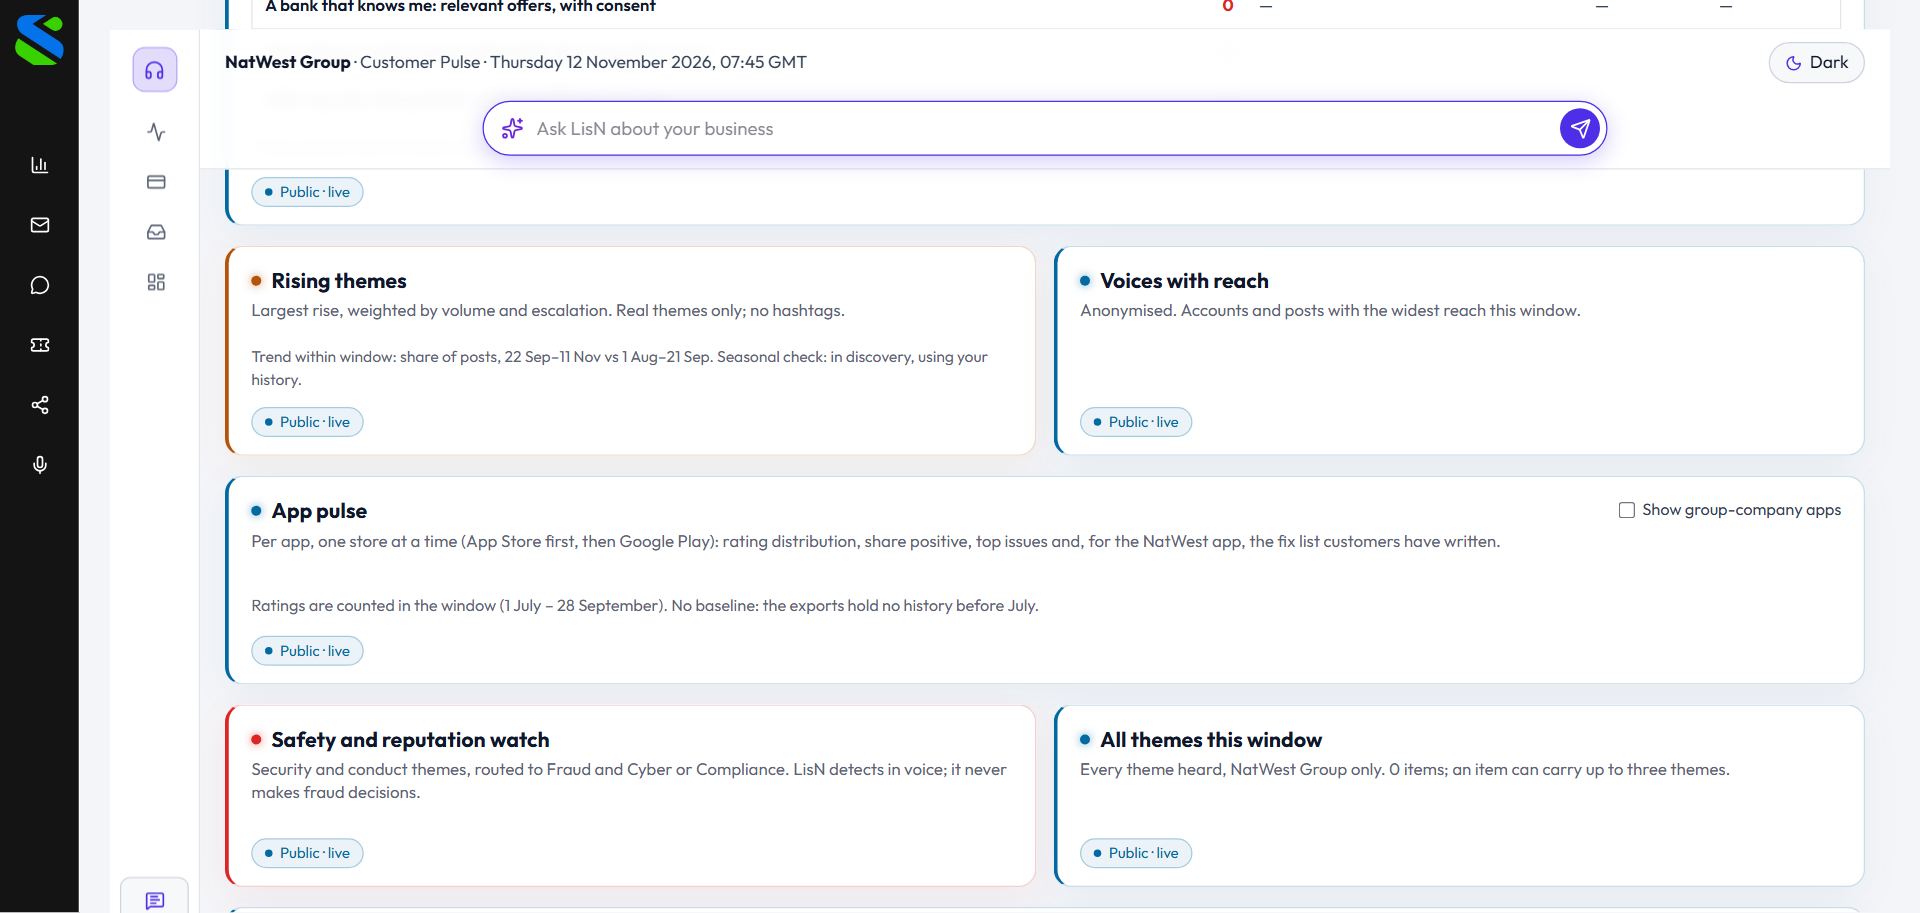 A bank that knows me: relevant offers, with consent 0 — — —
NatWest Group · Customer Pulse · Thursday 12 November 2026, 07:45 GMT
Dark
Ask LisN about your business
Public · live
Rising themes
Largest rise, weighted by volume and escalation. Real themes only; no hashtags.
Trend within window: share of posts, 22 Sep–11 Nov vs 1 Aug–21 Sep. Seasonal check: in discovery, using your
history.
Public · live
Voices with reach
Anonymised. Accounts and posts with the widest reach this window.
Public · live
App pulse
Show group-company apps
Per app, one store at a time (App Store first, then Google Play): rating distribution, share positive, top issues and, for the NatWest app, the fix list customers have written.
Ratings are counted in the window (1 July – 28 September). No baseline: the exports hold no history before July.
Public · live
Safety and reputation watch
Security and conduct themes, routed to Fraud and Cyber or Compliance. LisN detects in voice; it never
makes fraud decisions.
Public · live
All themes this window
Every theme heard, NatWest Group only. 0 items; an item can carry up to three themes.
Public · live